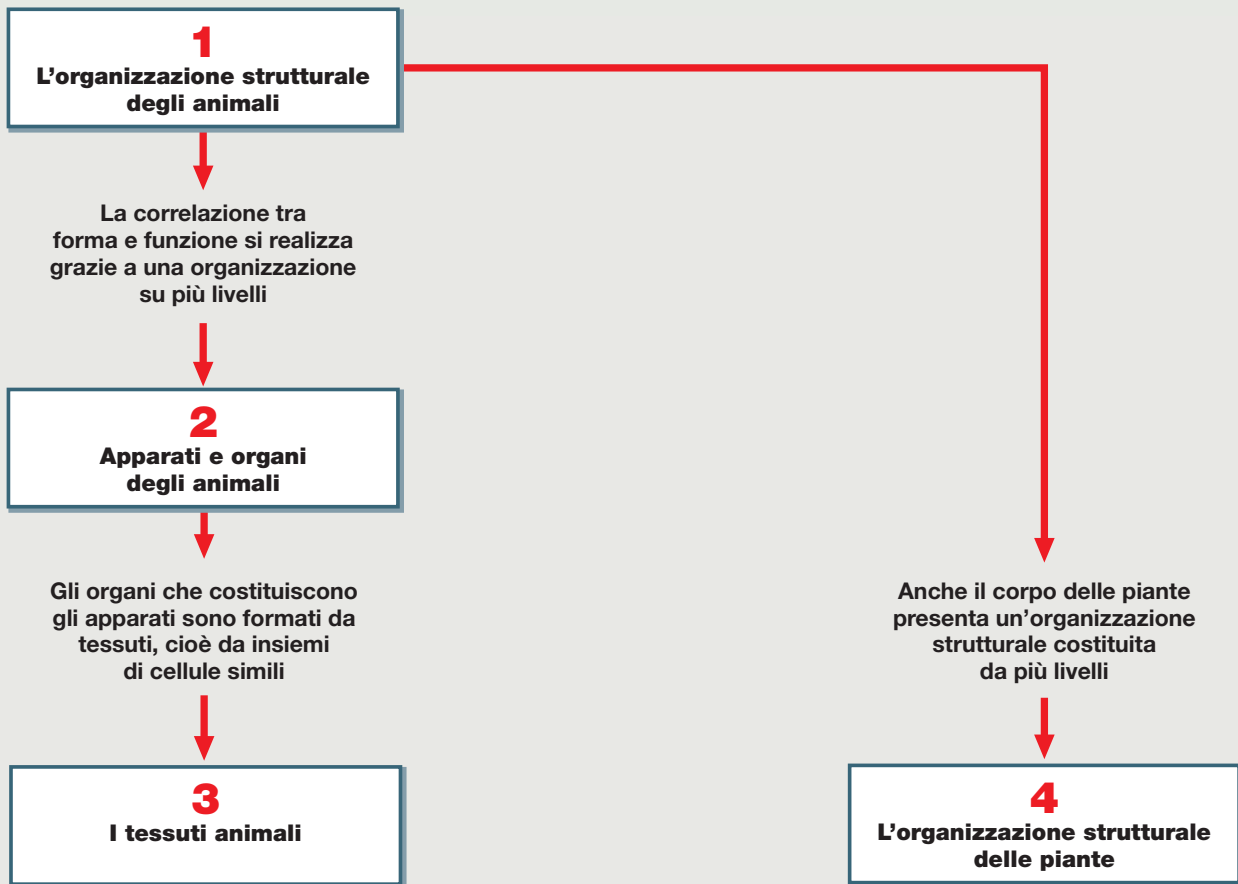 1
L’organizzazione strutturale
degli animali
La correlazione tra
forma e funzione si realizza
grazie a una organizzazione
su più livelli
2
Apparati e organi
degli animali
Gli organi che costituiscono
gli apparati sono formati da
tessuti, cioè da insiemi
di cellule simili
3
I tessuti animali
Anche il corpo delle piante
presenta un’organizzazione
strutturale costituita
da più livelli
4
L’organizzazione strutturale
delle piante